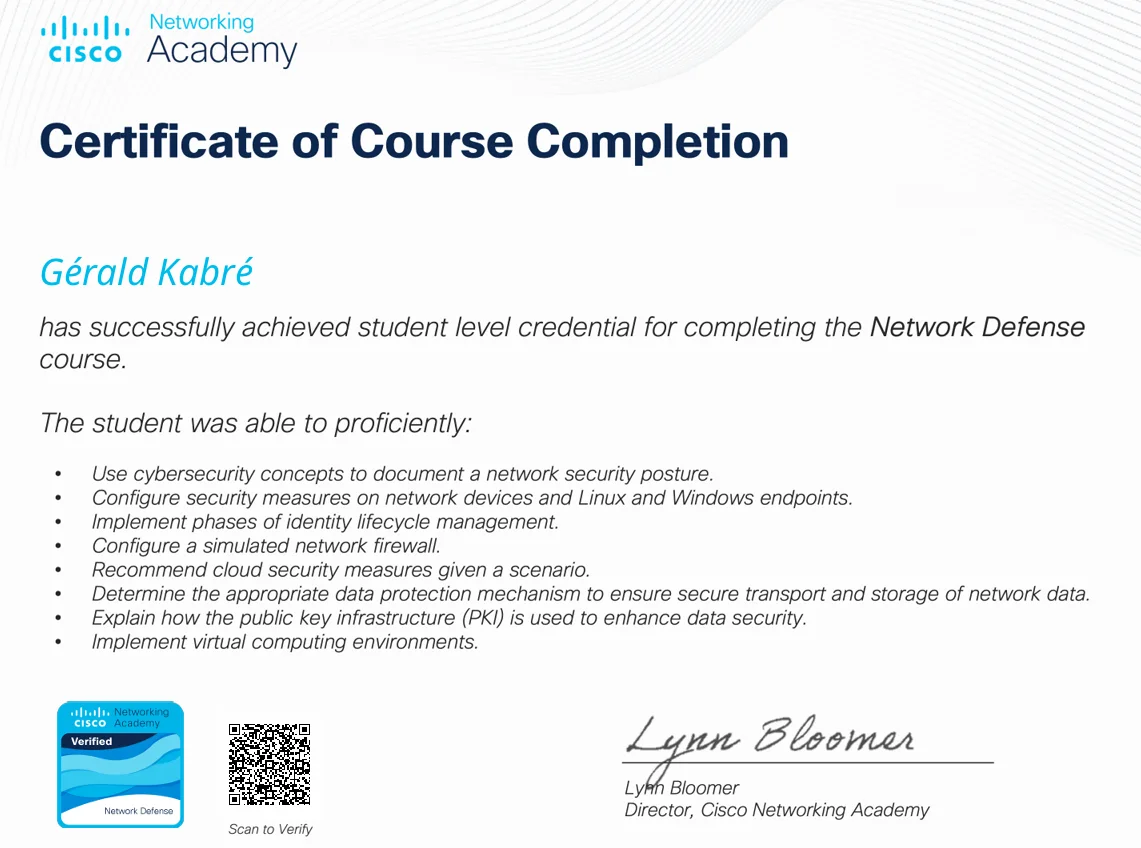 Networking
cisco Academy
Certificate of Course Completion
Gérald Kabré
has successfully achieved student level credential for completing the Network Defense
course.
The student was able to proficiently:
• Use cybersecurity concepts to document a network security posture.
• Configure security measures on network devices and Linux and Windows endpoints.
• Implement phases of identity lifecycle management.
• Configure a simulated network firewall.
• Recommend cloud security measures given a scenario.
• Determine the appropriate data protection mechanism to ensure secure transport and storage of network data.
• Explain how the public key infrastructure (PKI) is used to enhance data security.
• Implement virtual computing environments.
Networking
cisco Academy
Verified
Network Defense
Scan to Verify
Lynn Bloomer
Lynn Bloomer
Director, Cisco Networking Academy